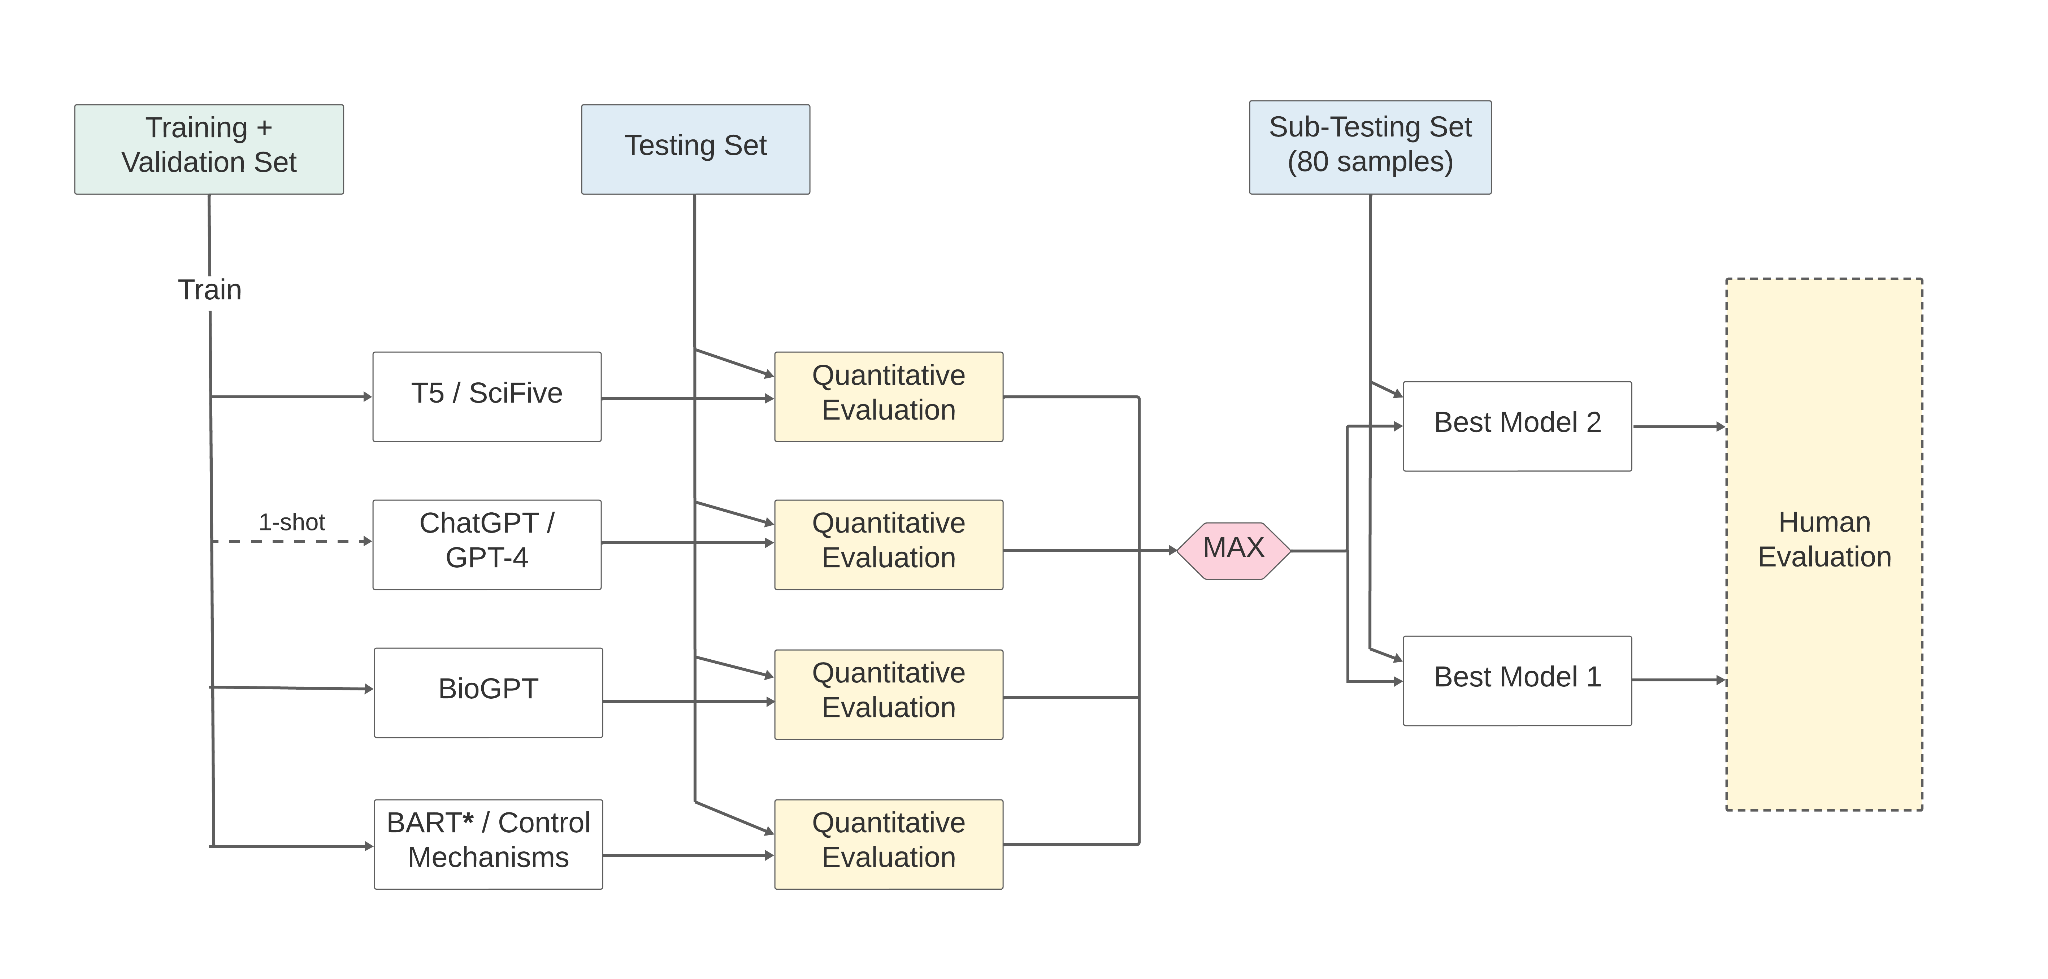 Training +
Validation Set
Testing Set
Sub-Testing Set
(80 samples)
Train
T5 / SciFive
Quantitative
Evaluation
1-shot
ChatGPT /
GPT-4
Quantitative
Evaluation
BioGPT
Quantitative
Evaluation
BART* / Control
Mechanisms
Quantitative
Evaluation
MAX
Best Model 2
Best Model 1
Human
Evaluation